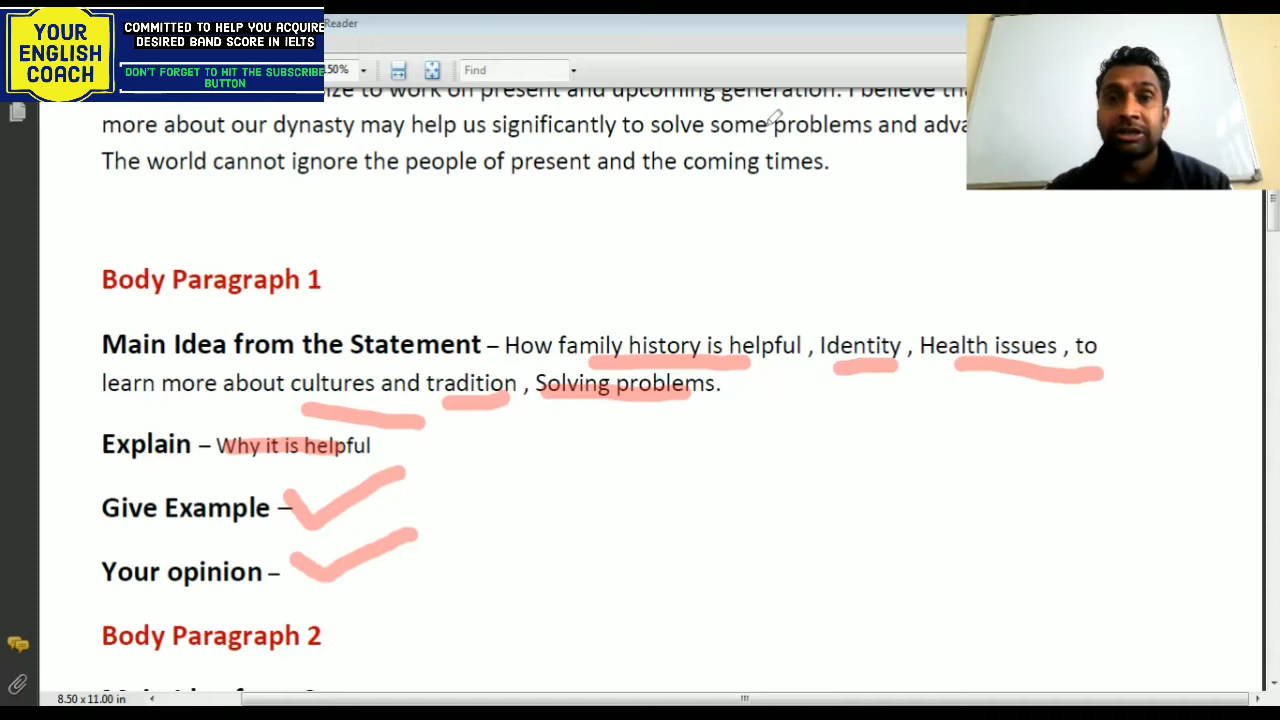 YOUR
ENGLISH
COACH
COMMITTED TO HELP YOU ACQUIRE
DESIRED BAND SCORE IN IELTS
DON'T FORGET TO HIT THE SUBSCRIBE
BUTTON
Reader
Find
to work on present and upcoming generation. I believe
more about our dynasty may help us significantly to solve some problems and
The world cannot ignore the people of present and the coming times.
Body Paragraph 1
Main Idea from the Statement – How family history is helpful , Identity , Health issues , to
learn more about cultures and tradition , Solving problems.
Explain – Why it is helpful
Give Example –
Your opinion –
Body Paragraph 2
8.50 x 11.00 in